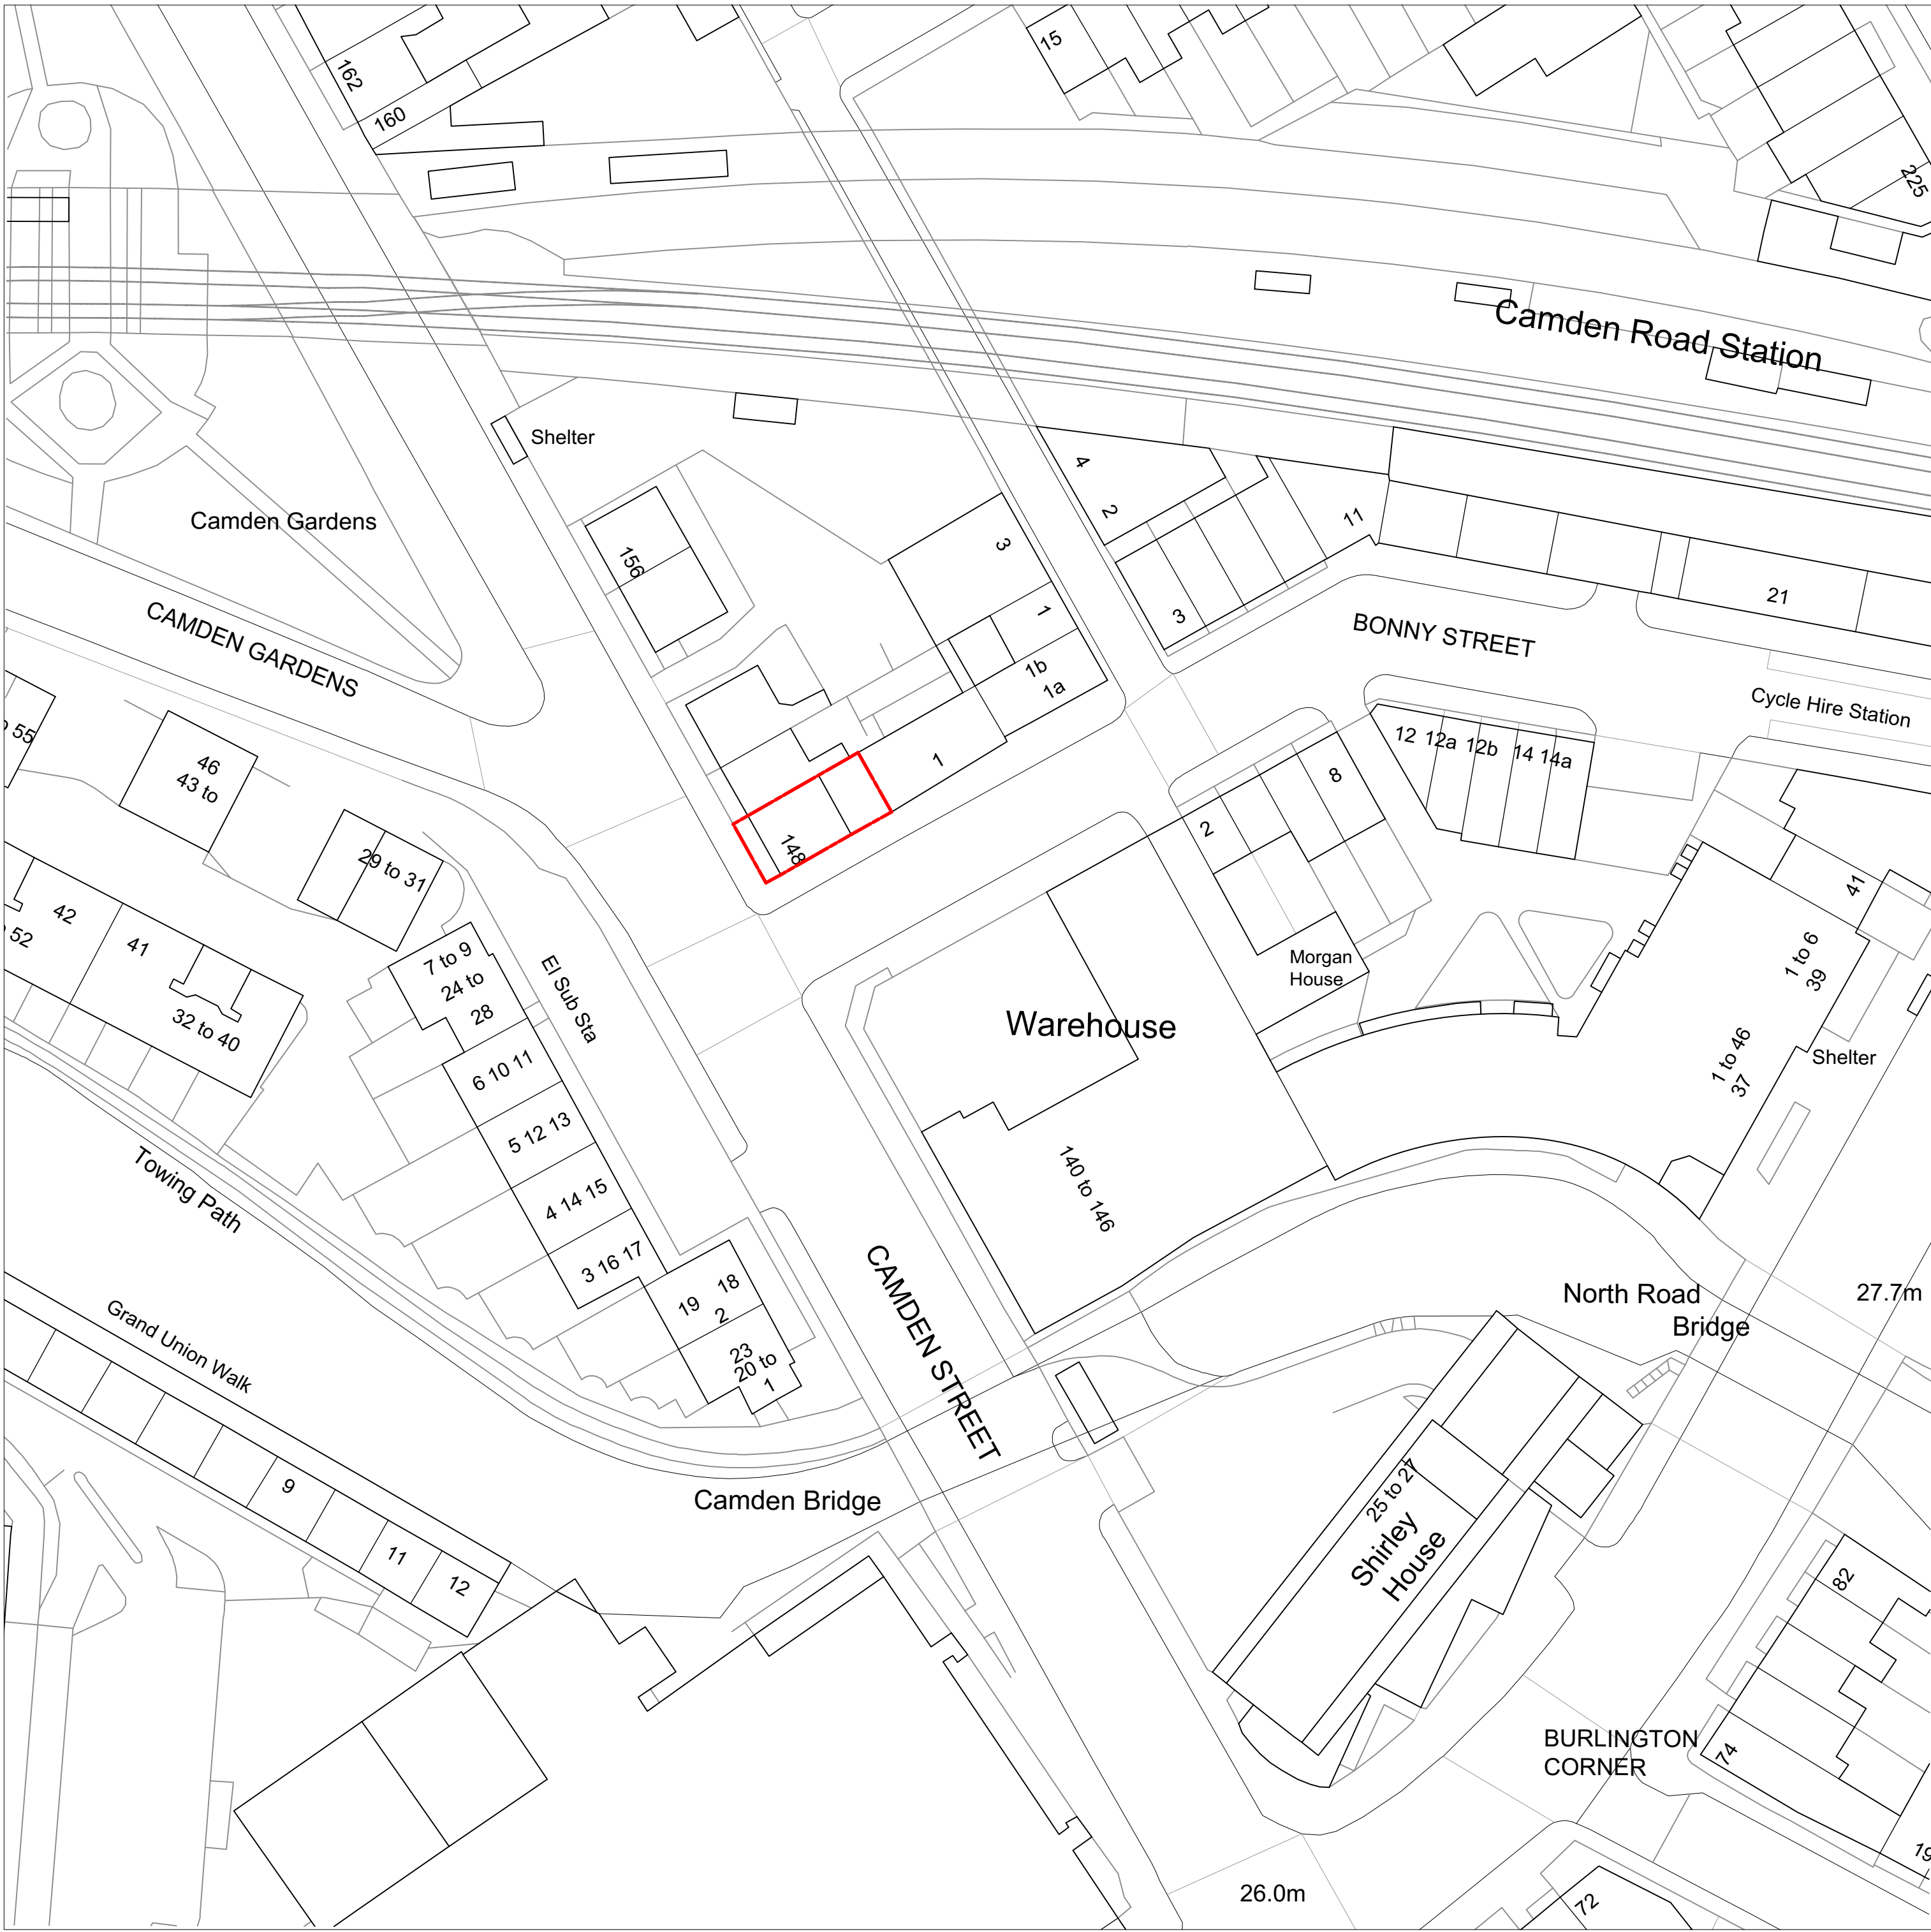 162
160
15
225
Camden Road Station
Shelter
Camden Gardens
156
4
2
3
11
3
21
1
CAMDEN GARDENS
BONNY STREET
1b
1a
Cycle Hire Station
55
46
43 to
1
148
8
2
12 12a 12b 14 14a
29 to 31
41
42
52
41
32 to 40
7 to 9
24 to
28
El Sub Sta
Morgan
House
1 to 6
39
Warehouse
6 10 11
1 to 46
37
Shelter
5 12 13
Towing Path
4 14 15
140 to 146
3 16 17
18
19
2
23
20 to
1
CAMDEN STREET
North Road
Bridge
27.7m
Grand Union Walk
9
11
12
Camden Bridge
25 to 27
Shirley
House
82
BURLINGTON
CORNER
74
26.0m
72